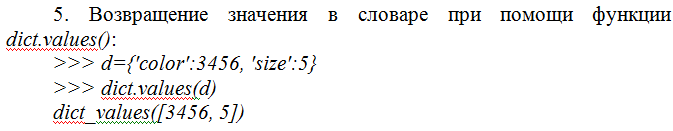 5. Возвращение значения в словаре при помощи функции
dict.values():
>>> d={'color':3456, 'size':5}
>>> dict.values(d)
dict_values([3456, 5])